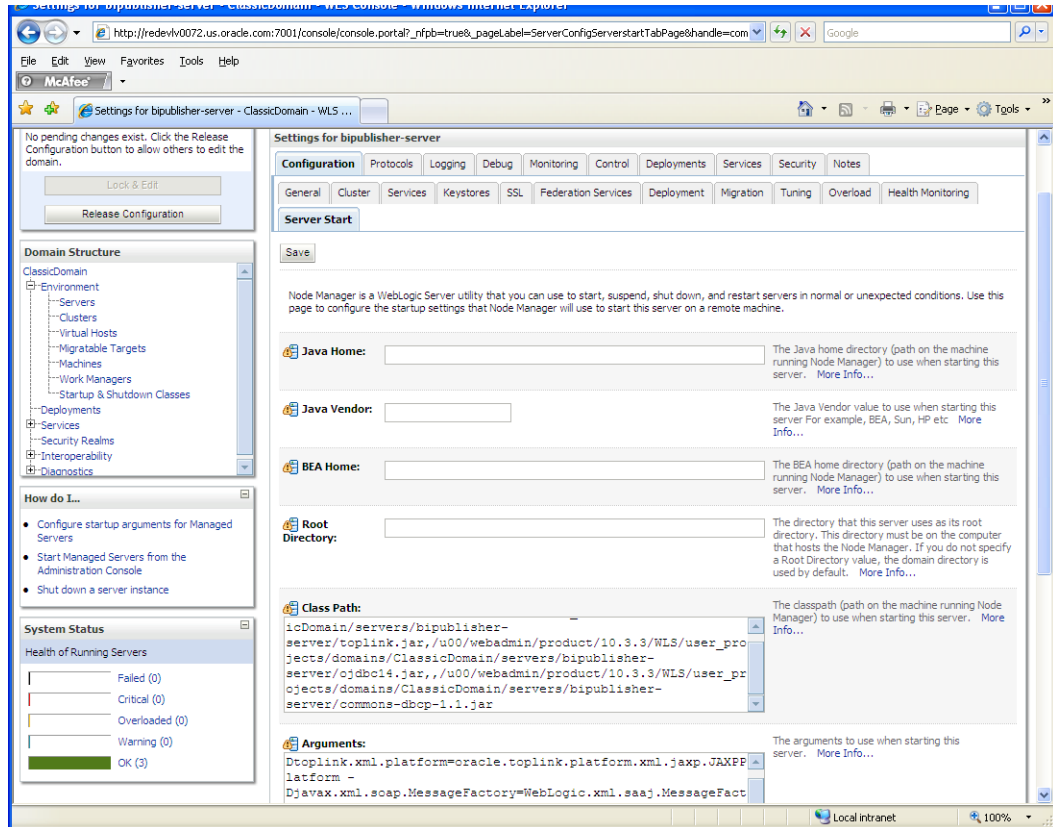 Settings for bipublisher-server - ClassicDomain - WLS Console - Windows Internet Explorer
http://redevlv0072.us.oracle.com:7001/console/console.portal?_nfpb=true&_pageLabel=ServerConfigServerstartTabPage&handle=com
Google
File Edit View Favorites Tools Help
McAfee
Settings for bipublisher-server - ClassicDomain - WLS ...
Page Tools
No pending changes exist. Click the Release
Configuration button to allow others to edit the
domain.
Lock & Edit
Release Configuration
Domain Structure
ClassicDomain
Environment
Servers
Clusters
Virtual Hosts
Migratable Targets
Machines
Work Managers
Startup & Shutdown Classes
Deployments
Services
Security Realms
Interoperability
Diagnostics
How do I...
Configure startup arguments for Managed
Servers
Start Managed Servers from the
Administration Console
Shut down a server instance
System Status
Health of Running Servers
Failed (0)
Critical (0)
Overloaded (0)
Warning (0)
OK (3)
Settings for bipublisher-server
Configuration Protocols Logging Debug Monitoring Control Deployments Services Security Notes
General Cluster Services Keystores SSL Federation Services Deployment Migration Tuning Overload Health Monitoring
Server Start
Save
Node Manager is a WebLogic Server utility that you can use to start, suspend, shut down, and restart servers in normal or unexpected conditions. Use this
page to configure the startup settings that Node Manager will use to start this server on a remote machine.
Java Home:
The Java home directory (path on the machine
running Node Manager) to use when starting this
server. More Info...
Java Vendor:
The Java Vendor value to use when starting this
server For example, BEA, Sun, HP etc More
Info...
BEA Home:
The BEA home directory (path on the machine
running Node Manager) to use when starting this
server. More Info...
Root
Directory:
The directory that this server uses as its root
directory. This directory must be on the computer
that hosts the Node Manager. If you do not specify
a Root Directory value, the domain directory is
used by default. More Info...
Class Path:
icDomain/servers/bipublisher-
server/toplink.jar,/u00/webadmin/product/10.3.3/WLS/user_pro
jects/domains/ClassicDomain/servers/bipublisher-
server/ojdbc14.jar,,/u00/webadmin/product/10.3.3/WLS/user_pr
ojects/domains/ClassicDomain/servers/bipublisher-
server/commons-dbcp-1.1.jar
The classpath (path on the machine running Node
Manager) to use when starting this server. More
Info...
Arguments:
Dtoplink.xml.platform=oracle.toplink.platform.xml.jaxp.JAXPP
latform -
Djavax.xml.soap.MessageFactory=WebLogic.xml.saaj.MessageFact
The arguments to use when starting this
server. More Info...
Local intranet
100%